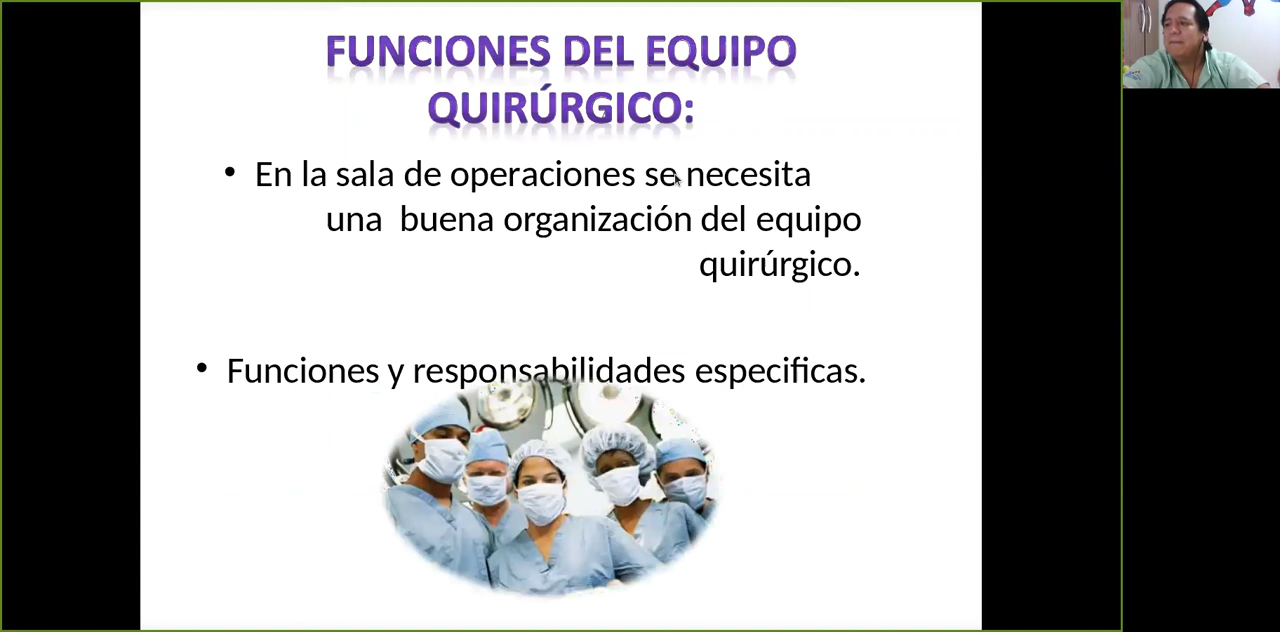 FUNCIONES DEL EQUIPO
QUIRÚRGICO:
• En la sala de operaciones se necesita
una buena organización del equipo
quirúrgico.
• Funciones y responsabilidades especificas.